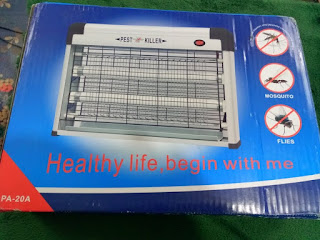 PEST KILLER
MOSQUITO
FLIES
Healthy life,begin with me
PA-20A